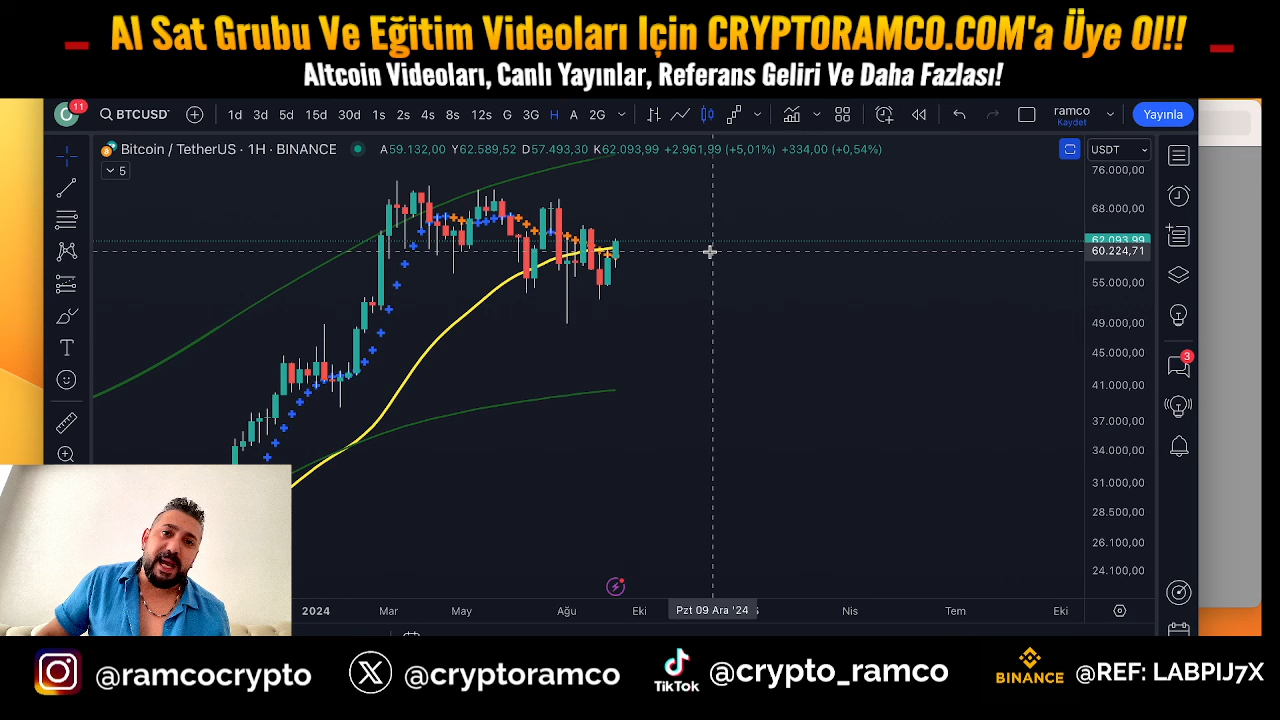 Al Sat Grubu Ve Eğitim Videoları Için CRYPTORAMCO.COM'a Üye Ol!!
Altcoin Videoları, Canlı Yayınlar, Referans Geliri Ve Daha Fazlası!
11
BTCUSD
1d 3d 5d 15d 30d 1s 2s 4s 8s 12s G 3G H A 2G
ramco
Kaydet
Yayınla
Bitcoin / TetherUS · 1H · BINANCE
A59.132,00 Y62.589,52 D57.493,30 K62.093,99 +2.961,99 (+5,01%) +334,00 (+0,54%)
USDT
5
76.000,00
68.000,00
62.093,99
60.224,71
55.000,00
49.000,00
45.000,00
41.000,00
37.000,00
34.000,00
31.000,00
28.500,00
26.100,00
24.100,00
3
2024 Mar May Ağu Eki Pzt 09 Ara '24 Nis Tem Eki
@ramcocrypto
@cryptoramco
TikTok
@crypto_ramco
BINANCE
@REF: LABPIJ7X